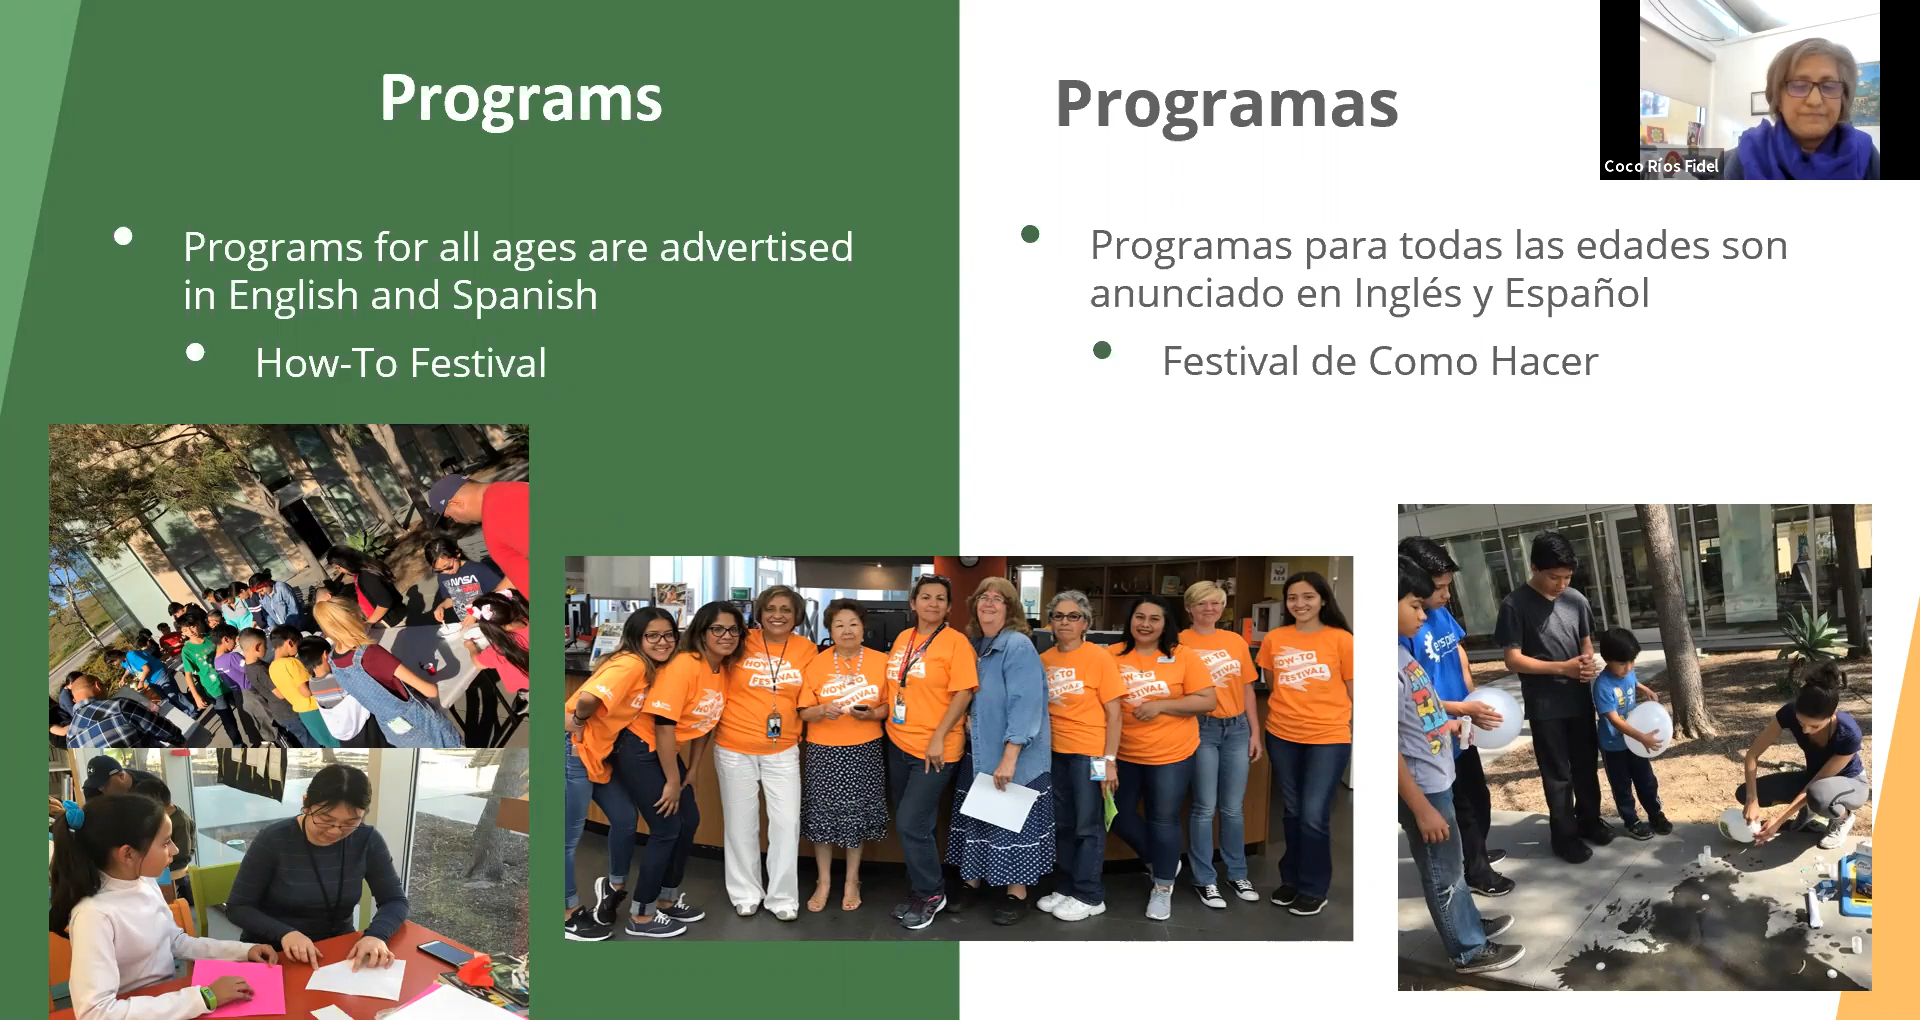 Programs
Programs for all ages are advertised
in English and Spanish
How-To Festival
Programas
Programas para todas las edades son
anunciado en Inglés y Español
Festival de Como Hacer
Coco Ríos Fidel
NASA
HOW-TO
FESTIVAL